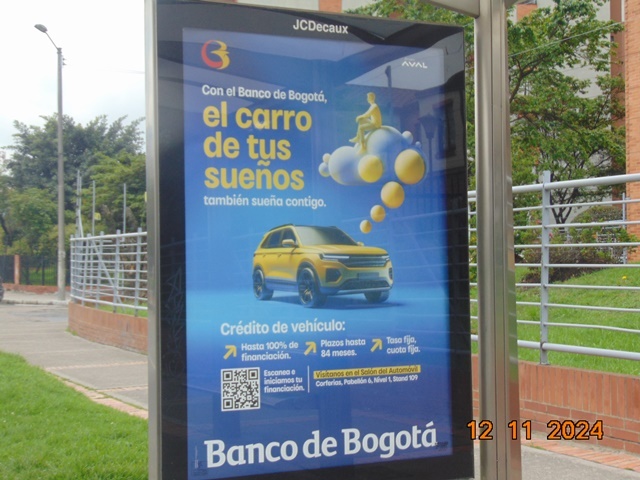 JCDecaux
AVAL
Con el Banco de Bogotá,
el carro
de tus
sueños
también sueña contigo.
Crédito de vehículo:
Hasta 100% de
financiación.
Plazos hasta
84 meses.
Tasa fija,
cuota fija.
Escanea e
iniciamos tu
financiación.
Visítanos en el Salón del Automóvil
Corferias, Pabellón 6, Nivel 1, Stand 109
Banco de Bogotá
12 11 2024